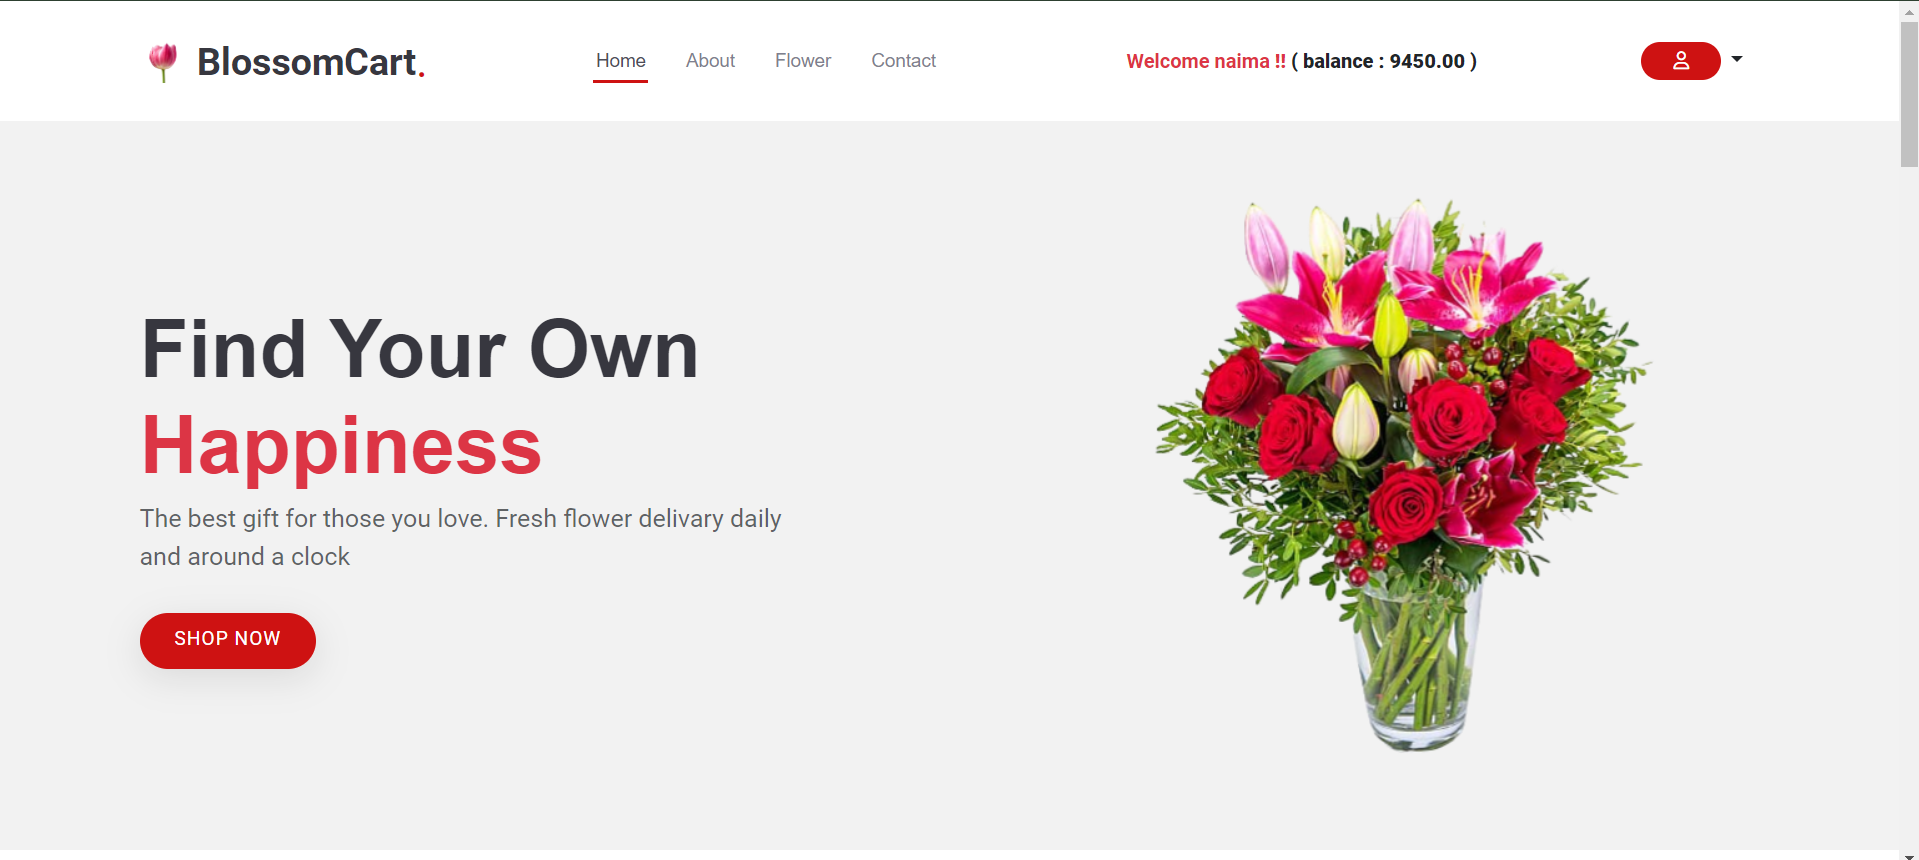 BlossomCart.
Home About Flower Contact
Welcome naima !! ( balance : 9450.00 )
Find Your Own
Happiness
The best gift for those you love. Fresh flower delivary daily
and around a clock
SHOP NOW